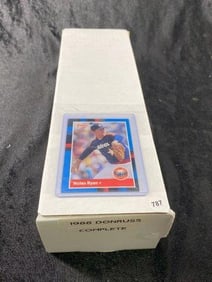 Nolan Ryan P
787
1988 DONRUSS
COMPLETE